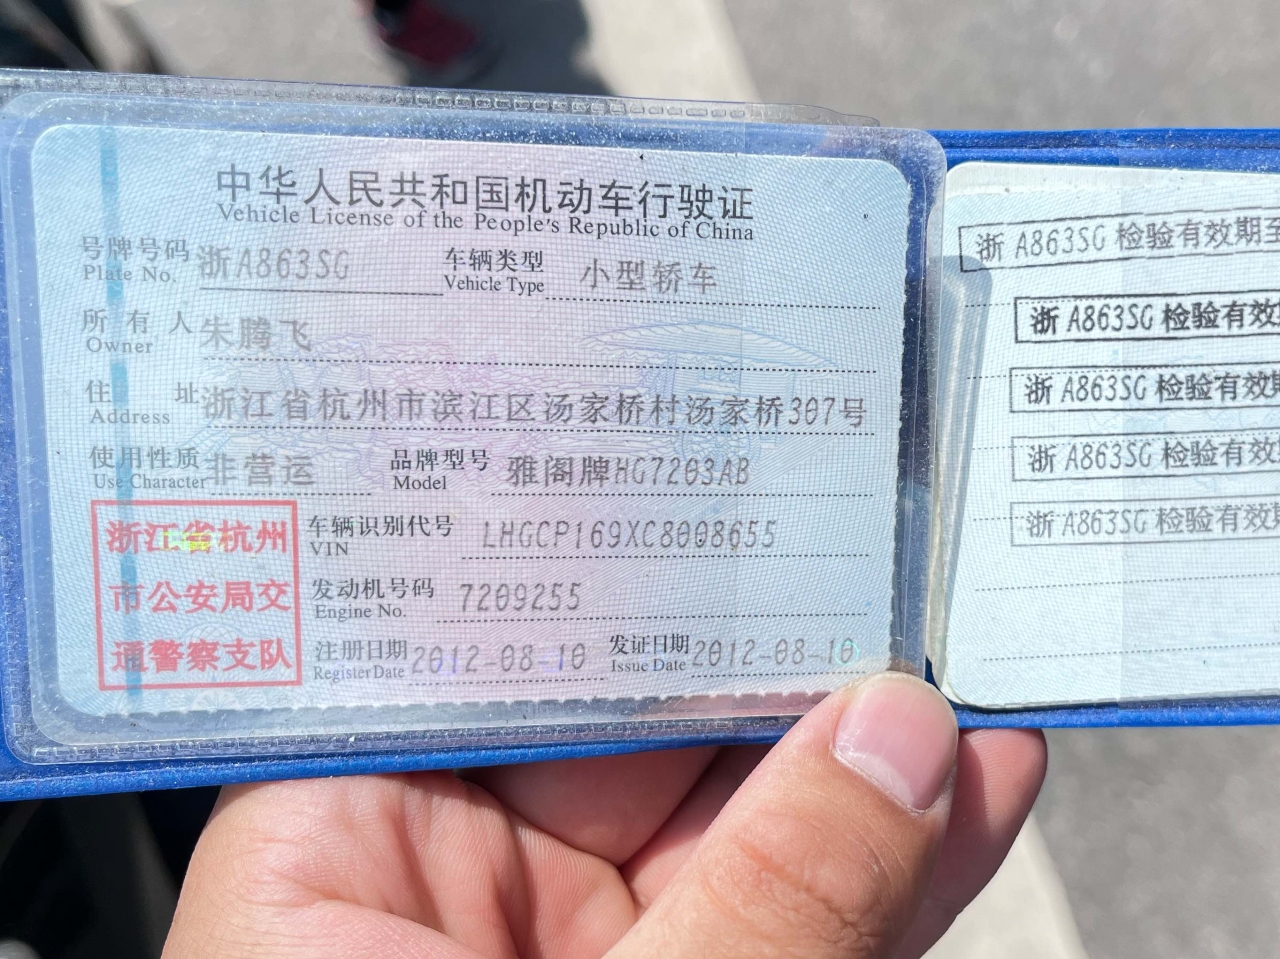 中华人民共和国机动车行驶证
Vehicle License of the People's Republic of China
号牌号码 浙A863SG 车辆类型 小型轿车
Plate No. Vehicle Type
所有人 朱腾飞
Owner
住址 浙江省杭州市滨江区汤家桥村汤家桥307号
Address
使用性质 非营运 品牌型号 雅阁牌HG7203AB
Use Character Model
浙江省杭州
市公安局交
通警察支队
车辆识别代号 LHGCP169XC8008655
VIN
发动机号码 7209255
Engine No.
注册日期 2012-08-10 发证日期 2012-08-10
Register Date Issue Date
浙A863SG检验有效期至
浙A863SG检验有效
浙A863SG检验有效期
浙A863SG检验有效
浙A863SG检验有效期